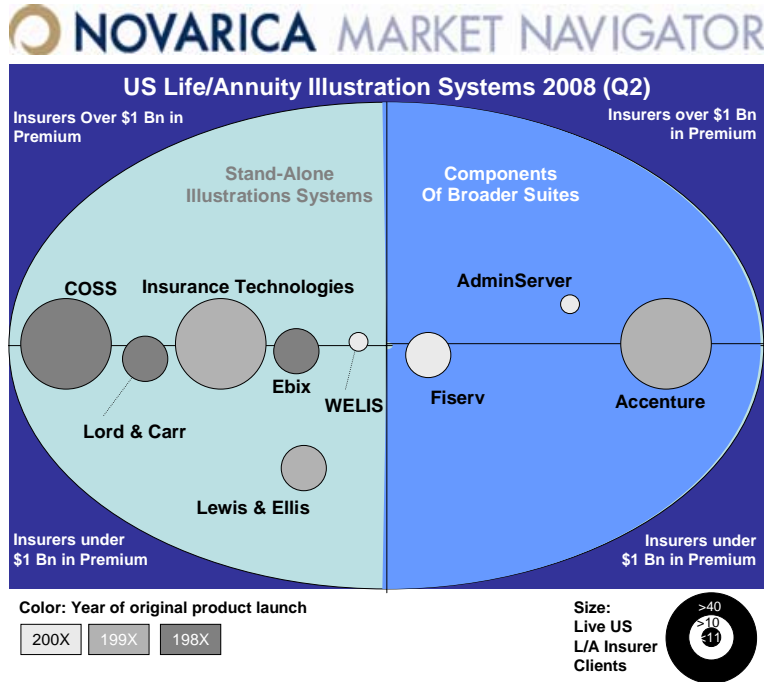 NOVARICA MARKET NAVIGATOR
US Life/Annuity Illustration Systems 2008 (Q2)
Insurers Over $1 Bn in
Premium
Insurers over $1 Bn
in Premium
Stand-Alone
Illustrations Systems
Components
Of Broader Suites
COSS
Insurance Technologies
AdminServer
Ebix
WELIS
Fiserv
Accenture
Lord & Carr
Lewis & Ellis
Insurers under
$1 Bn in Premium
Insurers under
$1 Bn in Premium
Color: Year of original product launch
200X
199X
198X
Size:
Live US
L/A Insurer
Clients
>40
>10
<11